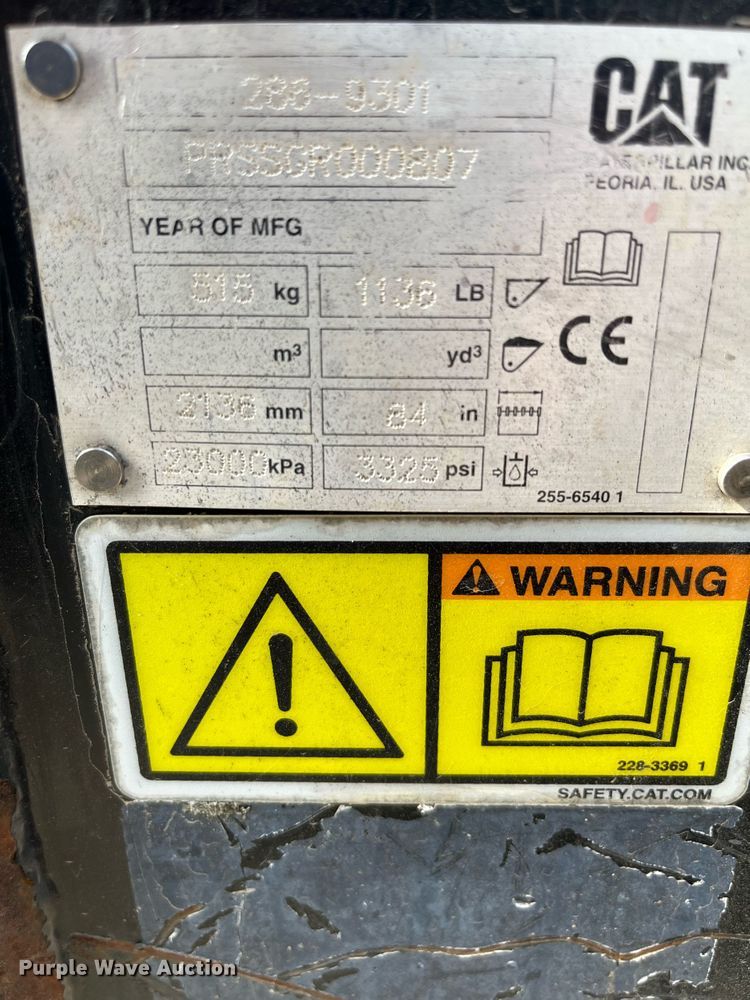 288-9301
CAT
PRSSGR000807
CATERPILLAR INC
PEORIA, IL. USA
YEAR OF MFG
515 kg 1136 LB
m³ yd³
CE
2136 mm 84 in
23000 kPa 3325 psi
255-6540 1
WARNING
228-3369 1
SAFETY.CAT.COM
Purple Wave Auction